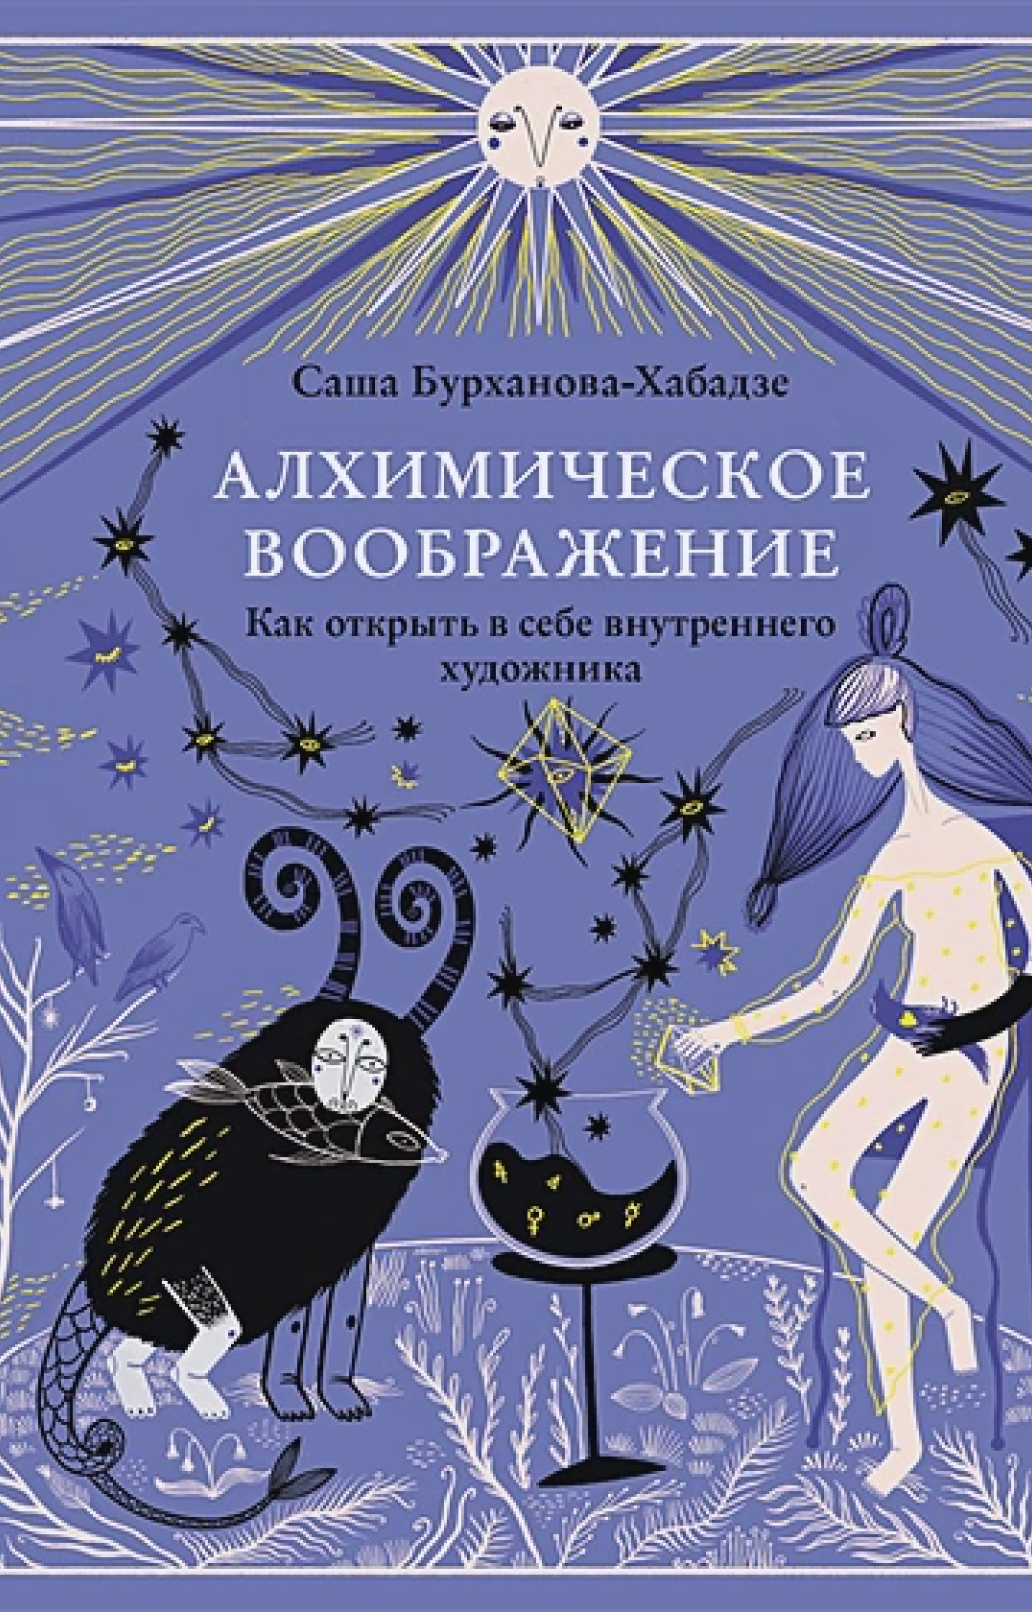 Саша Бурханова-Хабадзе
АЛХИМИЧЕСКОЕ
ВООБРАЖЕНИЕ
Как открыть в себе внутреннего
художника